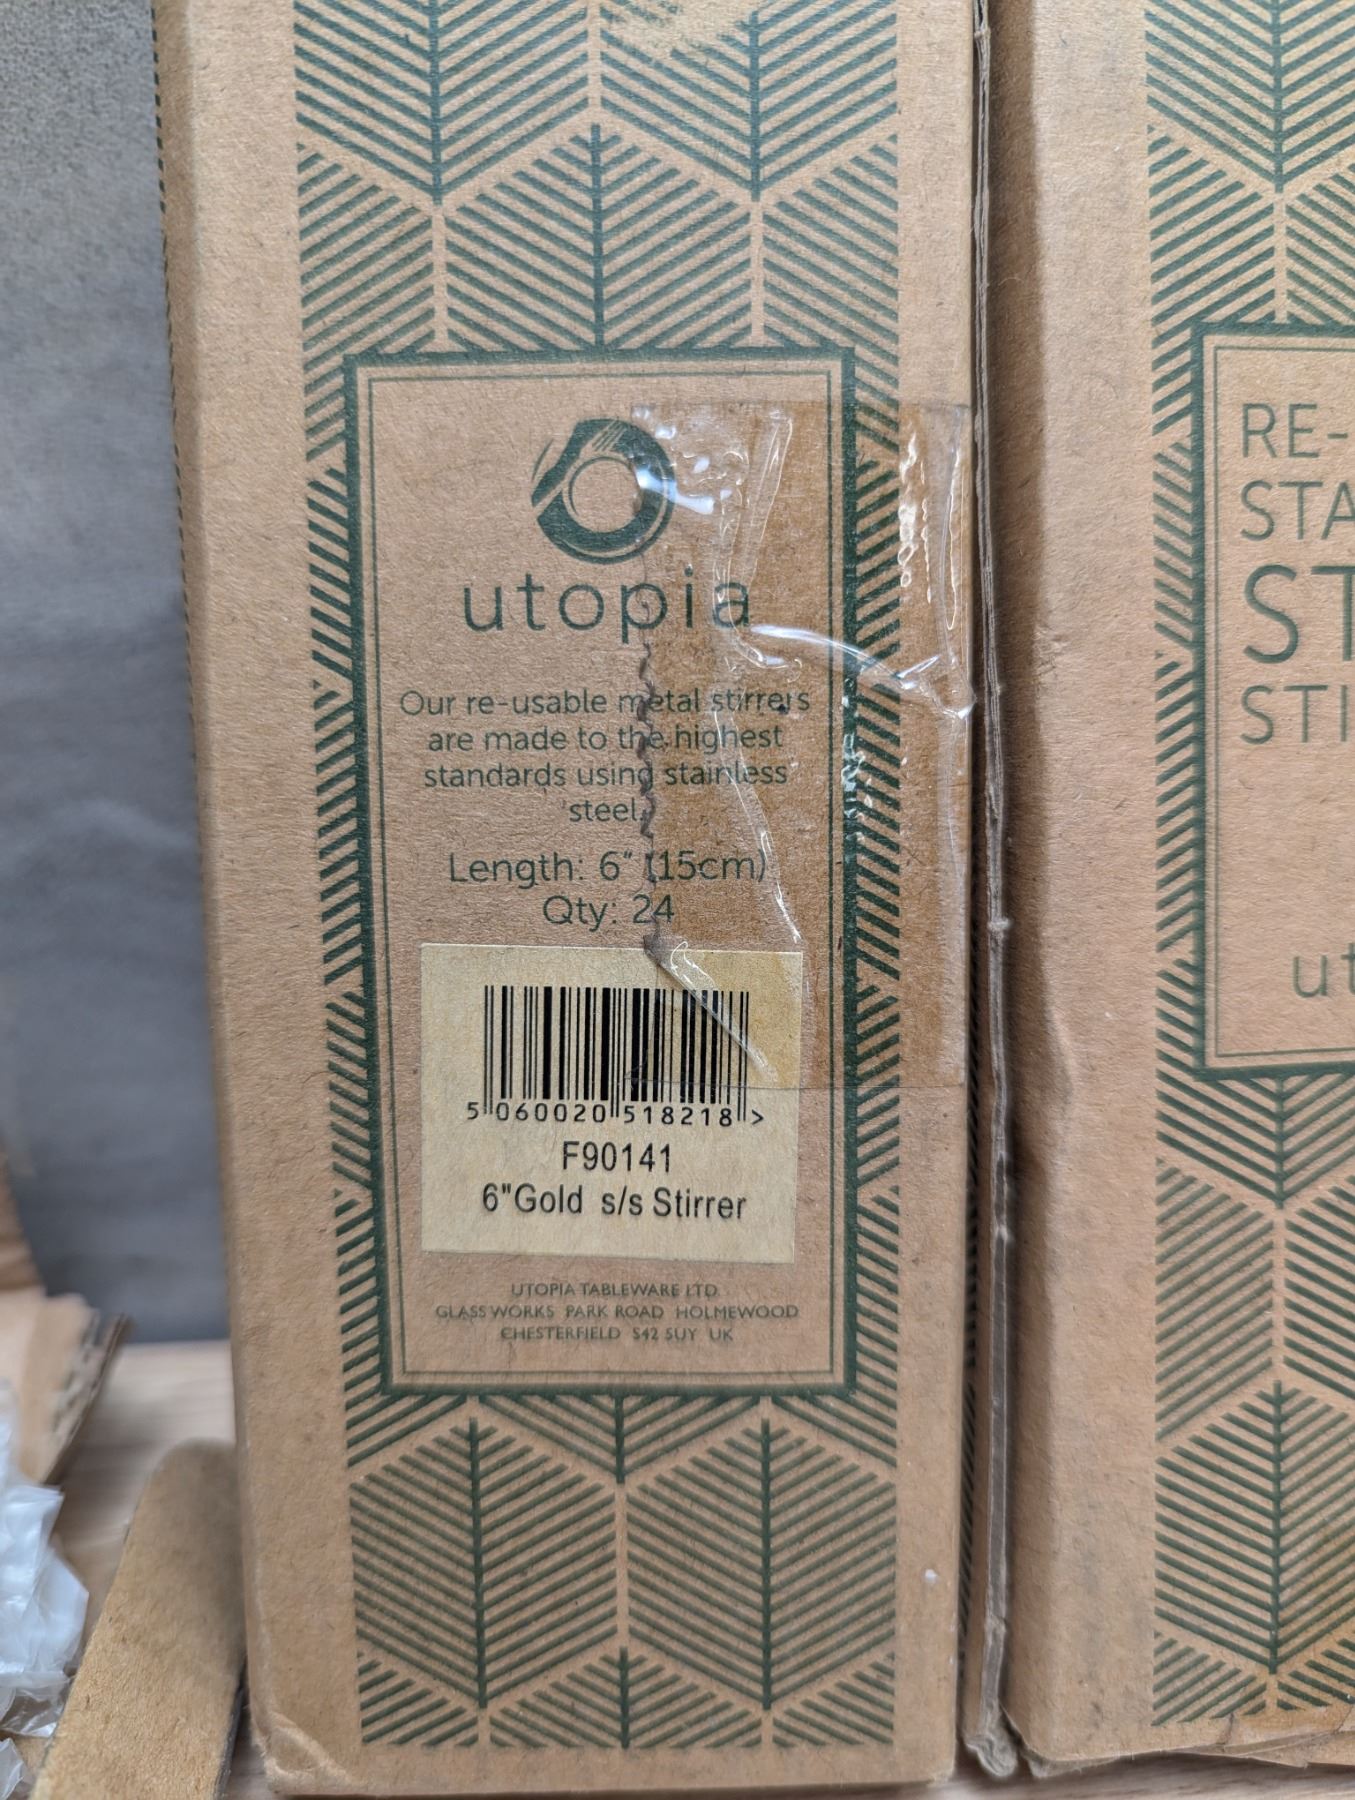 utopia
Our re-usable metal stirrers
are made to the highest
standards using stainless
steel.
Length: 6" (15cm)
Qty: 24
5 060020 518218 >
F90141
6"Gold s/s Stirrer
UTOPIA TABLEWARE LTD
GLASS WORKS PARK ROAD HOLMEWOOD
CHESTERFIELD S42 5UY UK
RE-
STA
ST
STI
ut